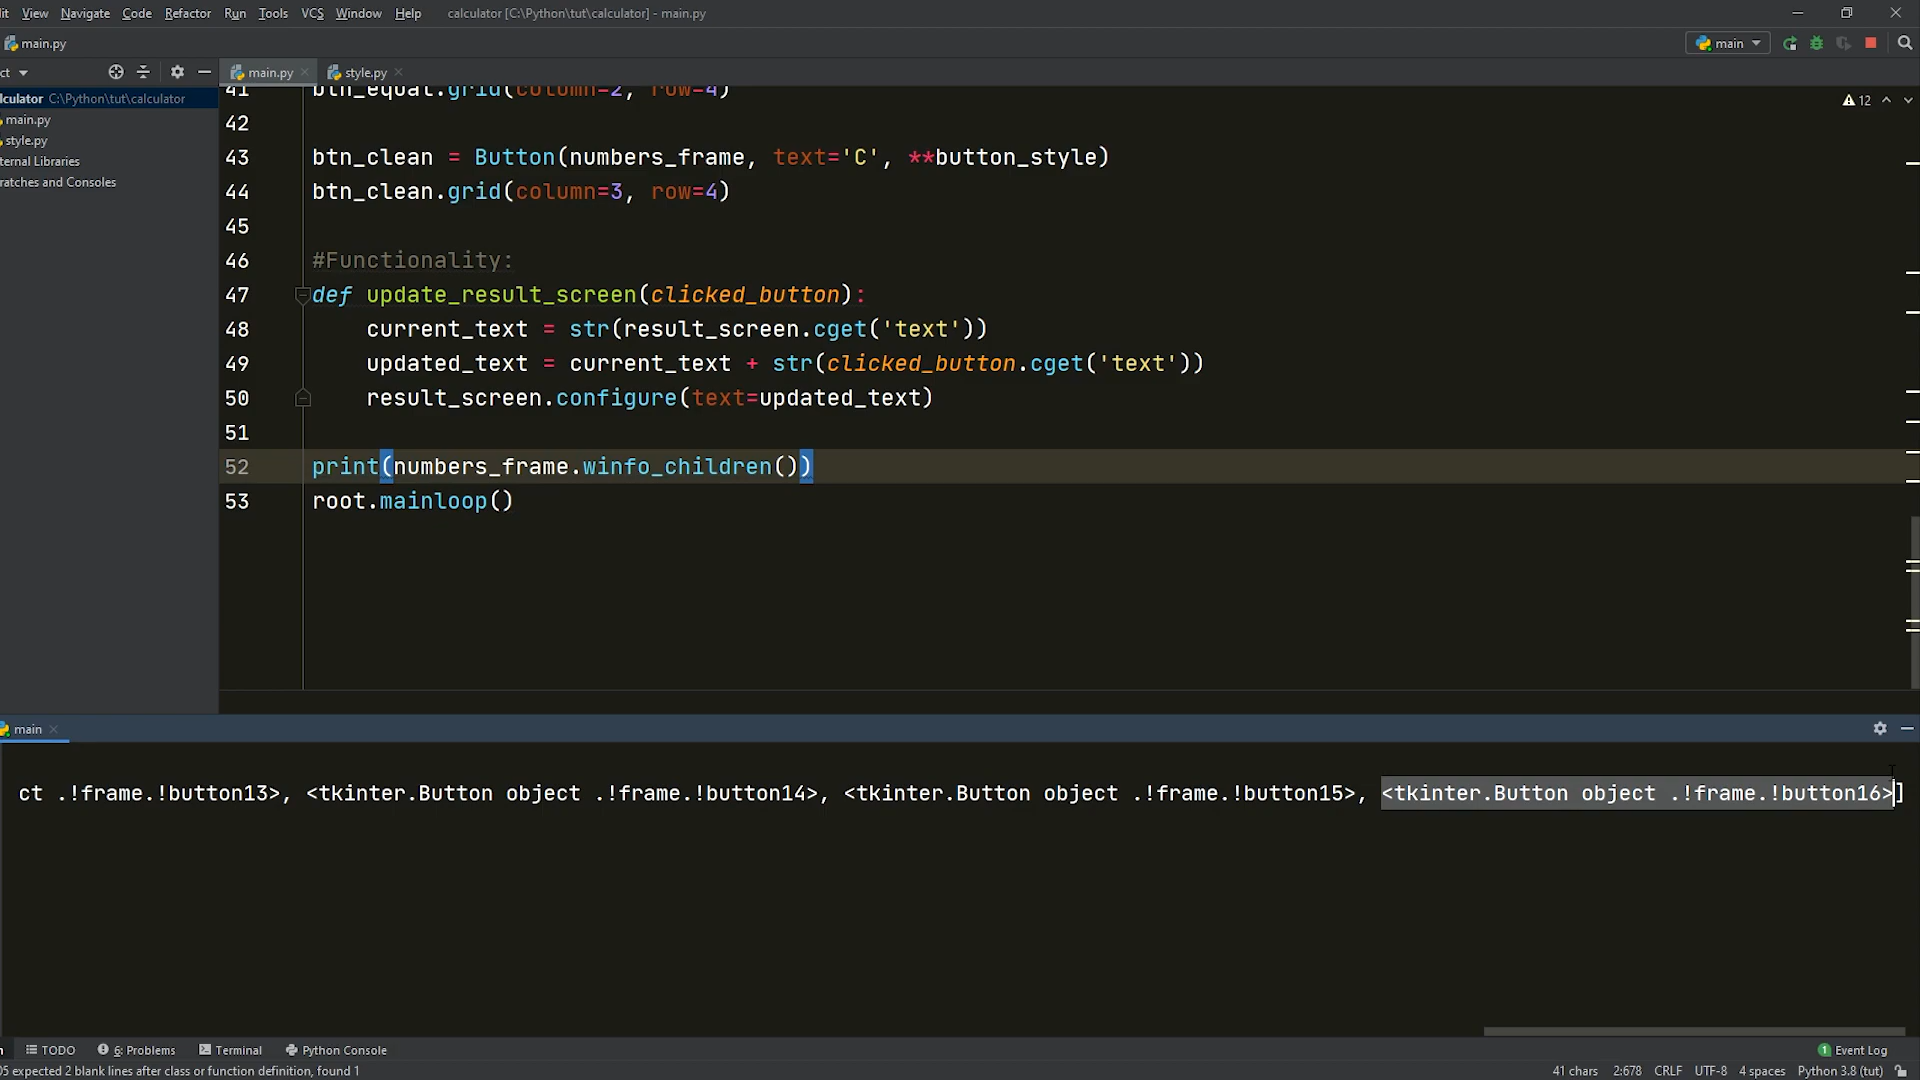 it View Navigate Code Refactor Run Tools VCS Window Help calculator [C:\Python\tut\calculator] - main.py
main.py
main
ct main.py style.py
lculator C:\Python\tut\calculator
main.py
style.py
ternal Libraries
ratches and Consoles
12
41 btn_equal.grid(column=2, row=4)
42
43 btn_clean = Button(numbers_frame, text='C', **button_style)
44 btn_clean.grid(column=3, row=4)
45
46 #Functionality:
47 def update_result_screen(clicked_button):
48 current_text = str(result_screen.cget('text'))
49 updated_text = current_text + str(clicked_button.cget('text'))
50 result_screen.configure(text=updated_text)
51
52 print(numbers_frame.winfo_children())
53 root.mainloop()
main
ct .!frame.!button13>, <tkinter.Button object .!frame.!button14>, <tkinter.Button object .!frame.!button15>, <tkinter.Button object .!frame.!button16>]
n TODO 6: Problems Terminal Python Console 1 Event Log
05 expected 2 blank lines after class or function definition, found 1 41 chars 2:678 CRLF UTF-8 4 spaces Python 3.8 (tut)